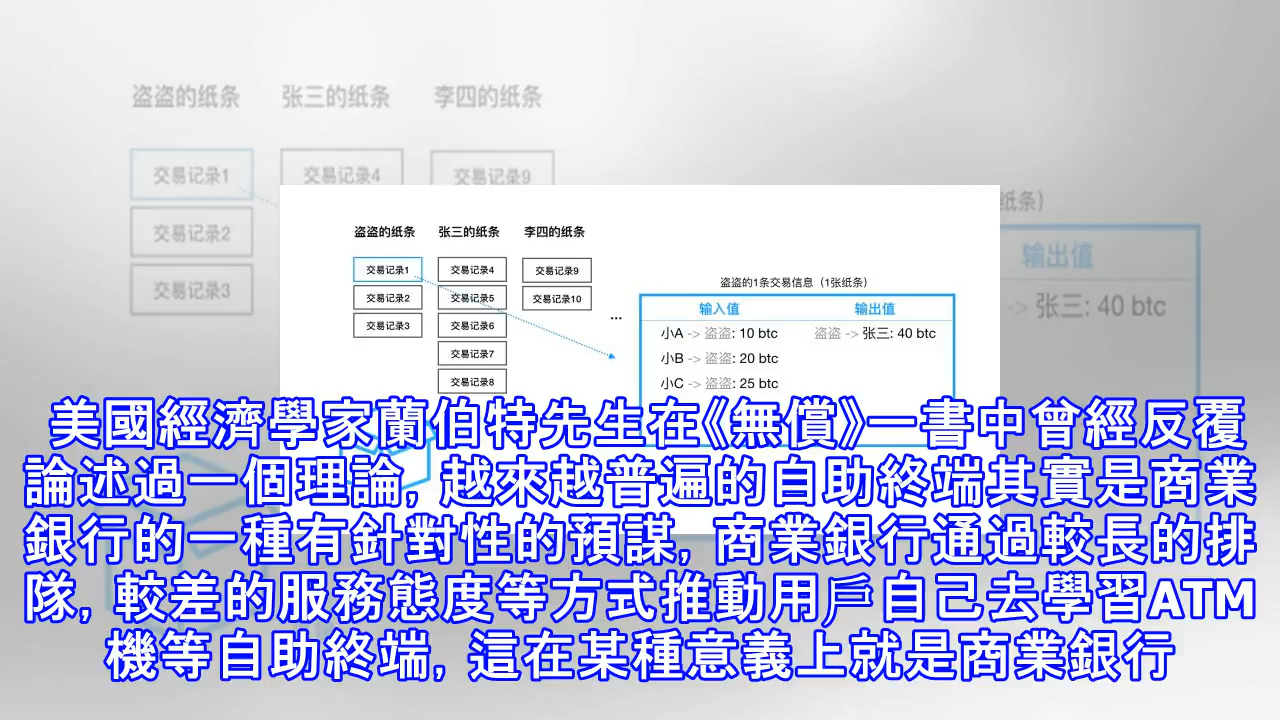 盗盗的纸条 张三的纸条 李四的纸条
交易记录1 交易记录4 交易记录9
交易记录2
交易记录3
纸条）
输出值
-> 张三: 40 btc
盗盗的纸条 张三的纸条 李四的纸条
交易记录1 交易记录4 交易记录9
交易记录2 交易记录5 交易记录10
交易记录3 交易记录6
交易记录7
交易记录8
...
盗盗的1条交易信息（1张纸条）
输入值 输出值
小A -> 盗盗: 10 btc 盗盗 -> 张三: 40 btc
小B -> 盗盗: 20 btc
小C -> 盗盗: 25 btc
美國經濟學家蘭伯特先生在《無償》一書中曾經反覆
論述過一個理論, 越來越普遍的自助終端其實是商業
銀行的一種有針對性的預謀, 商業銀行通過較長的排
隊, 較差的服務態度等方式推動用戶自己去學習ATM
機等自助終端, 這在某種意義上就是商業銀行